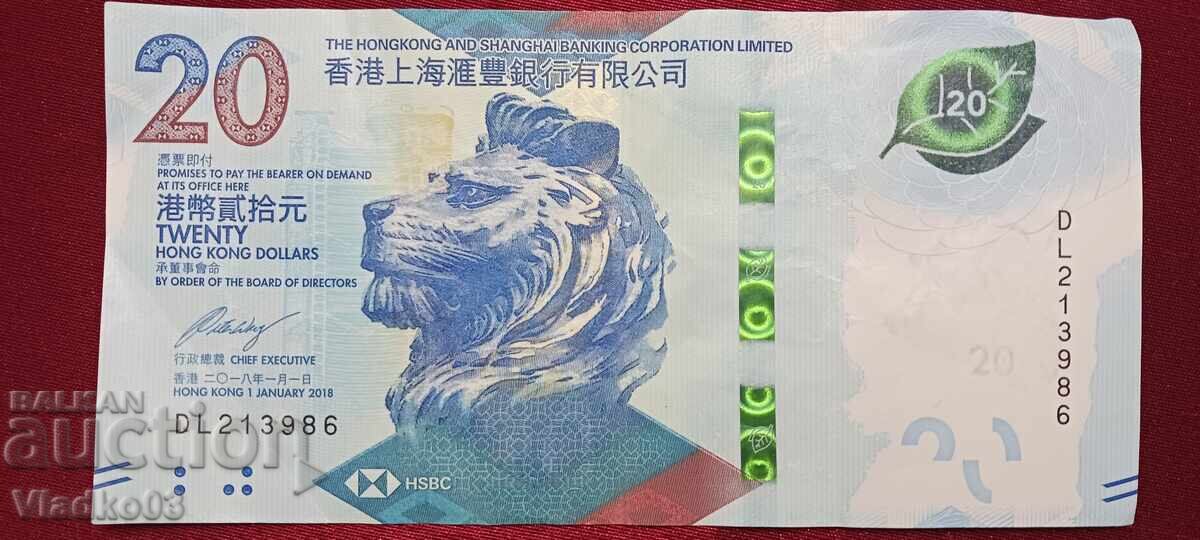 20
THE HONGKONG AND SHANGHAI BANKING CORPORATION LIMITED
香港上海滙豐銀行有限公司
憑票即付
PROMISES TO PAY THE BEARER ON DEMAND
AT ITS OFFICE HERE
港幣貳拾元
TWENTY
HONG KONG DOLLARS
承董事會命
BY ORDER OF THE BOARD OF DIRECTORS
行政總裁 CHIEF EXECUTIVE
香港 二〇一八年一月一日
HONG KONG 1 JANUARY 2018
DL213986
HSBC
20
DL213986
20
BALKAN
auction
Vladko03